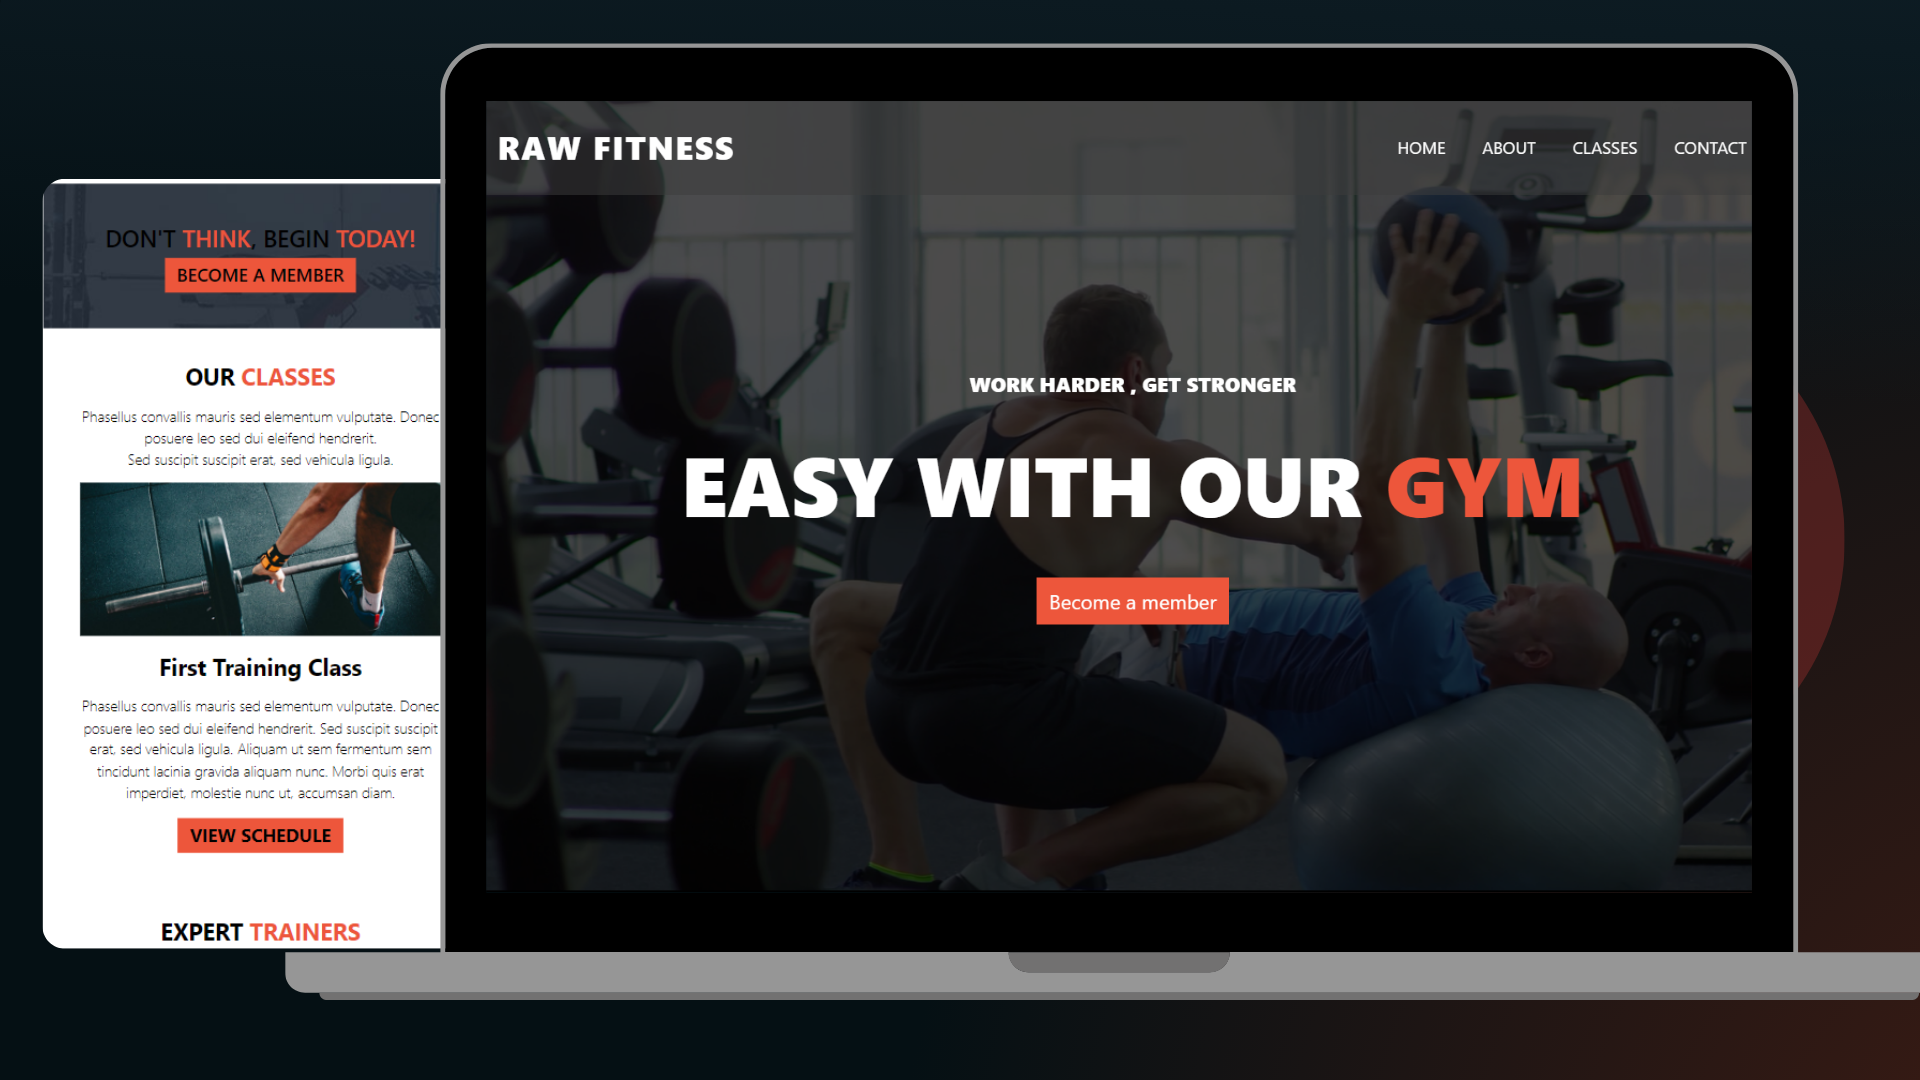 RAW FITNESS
HOME ABOUT CLASSES CONTACT
WORK HARDER , GET STRONGER
EASY WITH OUR GYM
Become a member
DON'T THINK, BEGIN TODAY!
BECOME A MEMBER
OUR CLASSES
Phasellus convallis mauris sed elementum vulputate. Donec
posuere leo sed dui eleifend hendrerit.
Sed suscipit suscipit erat, sed vehicula ligula.
First Training Class
Phasellus convallis mauris sed elementum vulputate. Donec
posuere leo sed dui eleifend hendrerit. Sed suscipit suscipit
erat, sed vehicula ligula. Aliquam ut sem fermentum sem
tincidunt lacinia gravida aliquam nunc. Morbi quis erat
imperdiet, molestie nunc ut, accumsan diam.
VIEW SCHEDULE
EXPERT TRAINERS